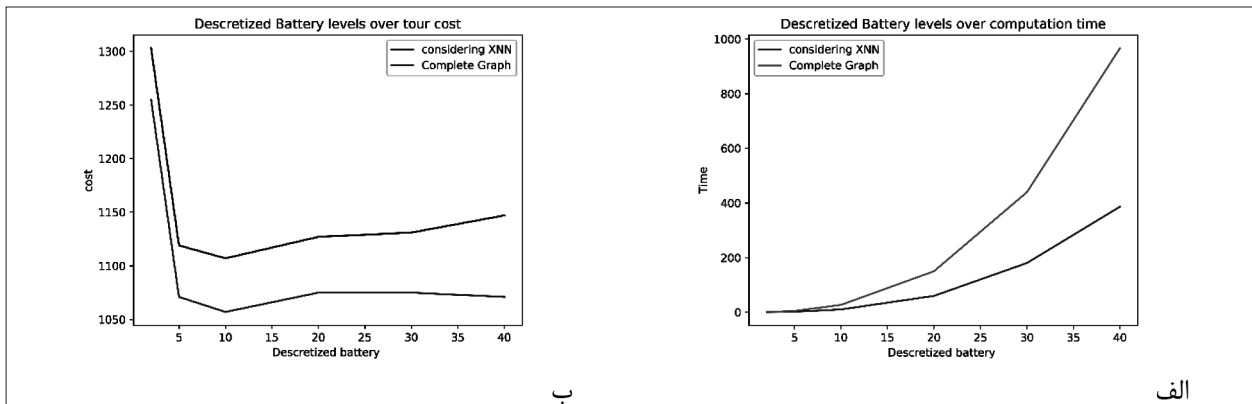 Descretized Battery levels over tour cost
considering XNN
Complete Graph
1300
1250
1200
1150
1100
1050
cost
5 10 15 20 25 30 35 40
Descretized battery
ب
Descretized Battery levels over computation time
considering XNN
Complete Graph
1000
800
600
400
200
0
Time
5 10 15 20 25 30 35 40
Descretized battery
الف